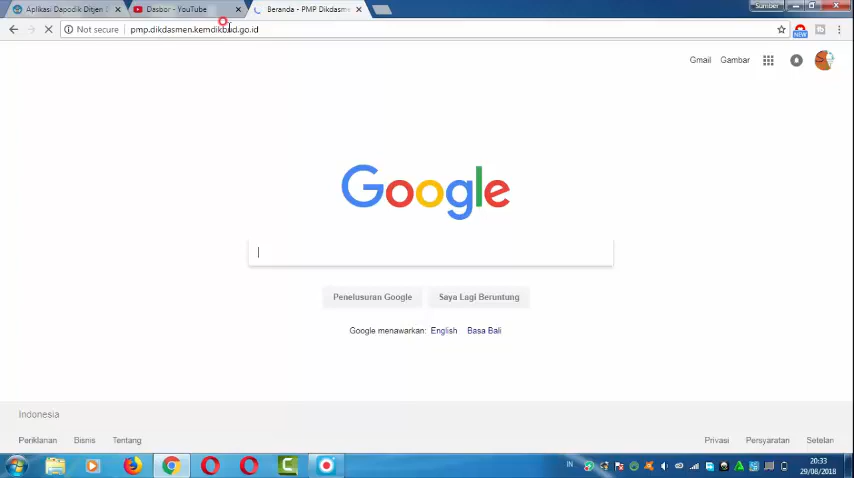 Aplikasi Dapodik Ditjen D
Dasbor - YouTube
Beranda - PMP Dikdasme
Sumber
Not secure
pmp.dikdasmen.kemdikbud.go.id
NEW
Gmail
Gambar
Google
Penelusuran Google
Saya Lagi Beruntung
Google menawarkan: English Basa Bali
Indonesia
Periklanan
Bisnis
Tentang
Privasi
Persyaratan
Setelan
IN
20:33
29/08/2018